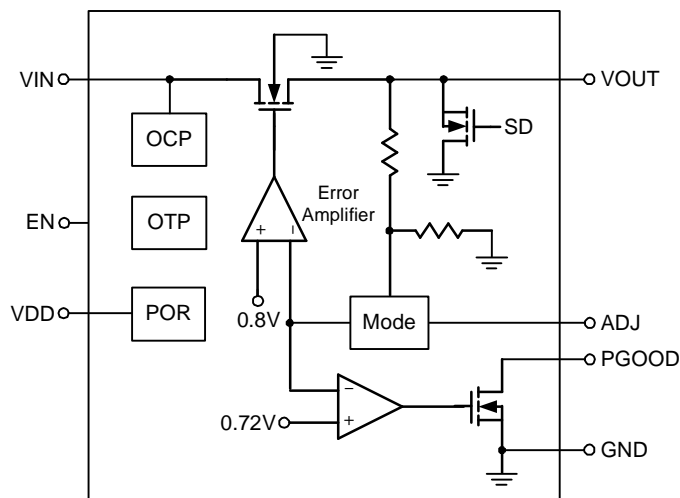 VIN
VOUT
OCP
SD
EN
OTP
Error
Amplifier
+ −
VDD
POR
0.8V
Mode
ADJ
PGOOD
−
0.72V
+
GND